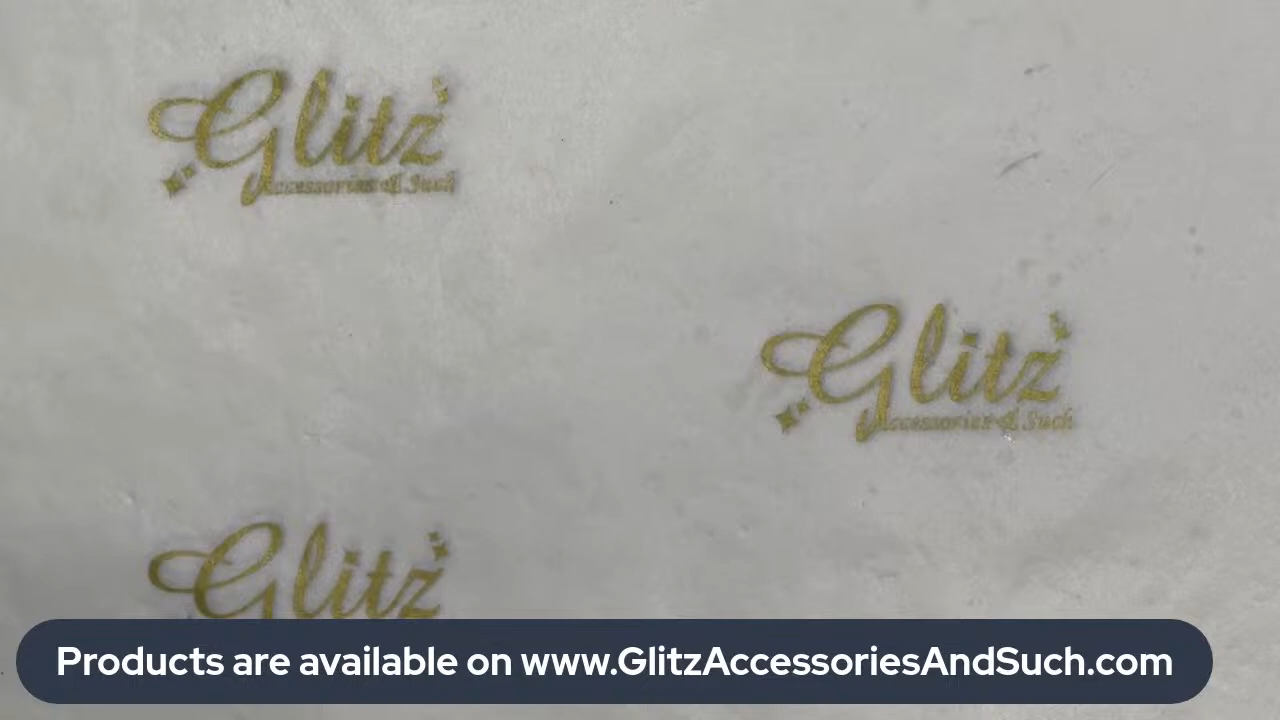 Glitz
Accessories & Such
Glitz
Accessories & Such
Glitz
Products are available on www.GlitzAccessoriesAndSuch.com